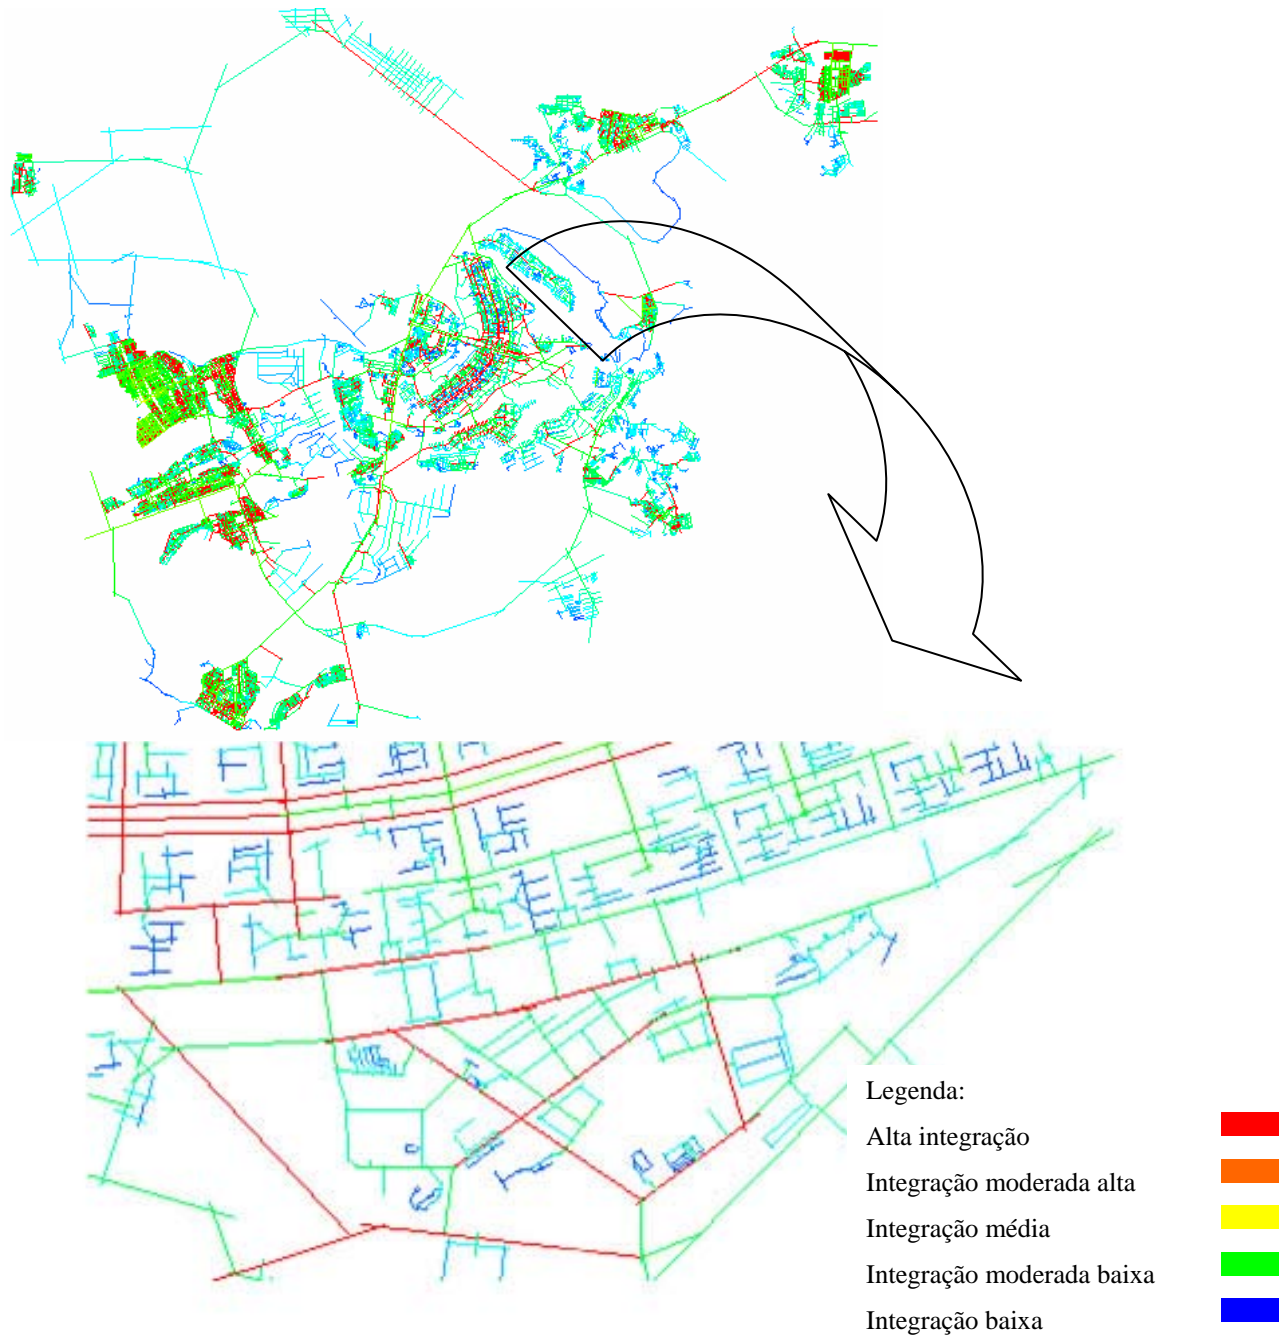 Legenda:
Alta integração
Integração moderada alta
Integração média
Integração moderada baixa
Integração baixa